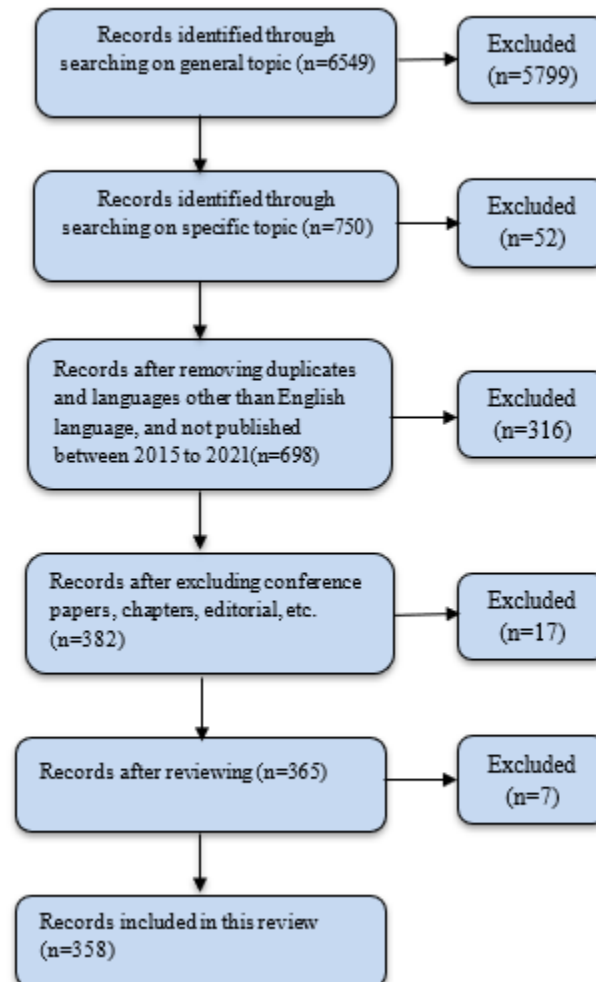 Records identified through
searching on general topic (n=6549)
Excluded
(n=5799)
Records identified through
searching on specific topic (n=750)
Excluded
(n=52)
Records after removing duplicates
and languages other than English
language, and not published
between 2015 to 2021(n=698)
Excluded
(n=316)
Records after excluding conference
papers, chapters, editorial, etc.
(n=382)
Excluded
(n=17)
Records after reviewing (n=365)
Excluded
(n=7)
Records included in this review
(n=358)